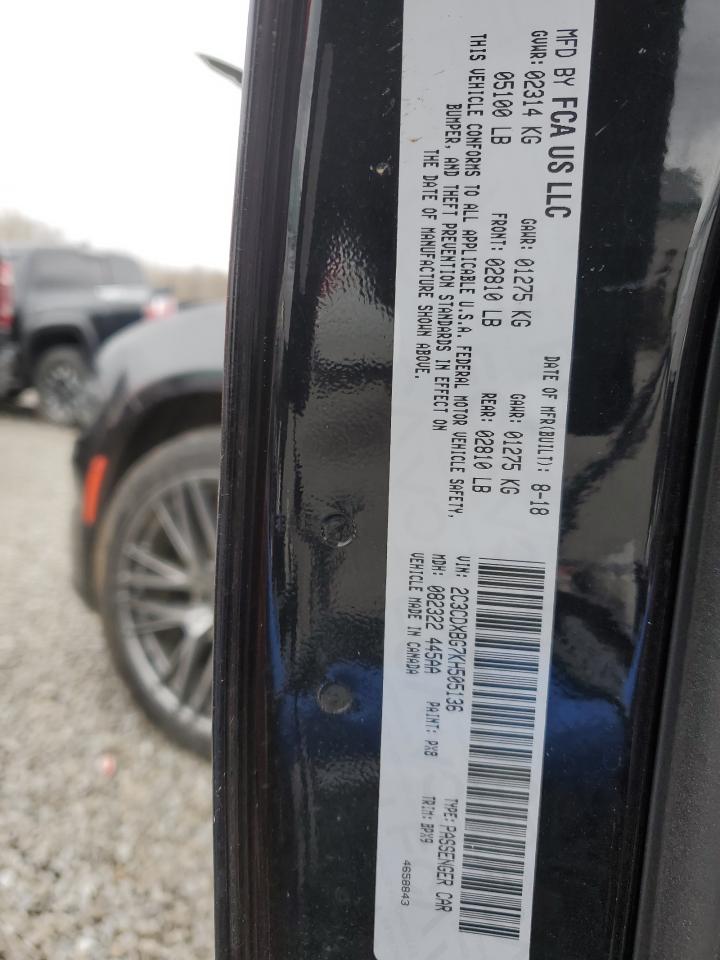 MFD BY FCA US LLC
DATE OF MFR(BUILT): 8-18
GVWR: 02314 KG GAWR: 01275 KG GAWR: 01275 KG
05100 LB FRONT: 02810 LB REAR: 02810 LB
THIS VEHICLE CONFORMS TO ALL APPLICABLE U.S.A. FEDERAL MOTOR VEHICLE SAFETY,
BUMPER, AND THEFT PREVENTION STANDARDS IN EFFECT ON
THE DATE OF MANUFACTURE SHOWN ABOVE.
VIN: 2C3CDXBG7KH505136 TYPE: PASSENGER CAR
MDH: 082322 445AA PAINT: PX8 TRIM: BPX9
VEHICLE MADE IN CANADA 4658843